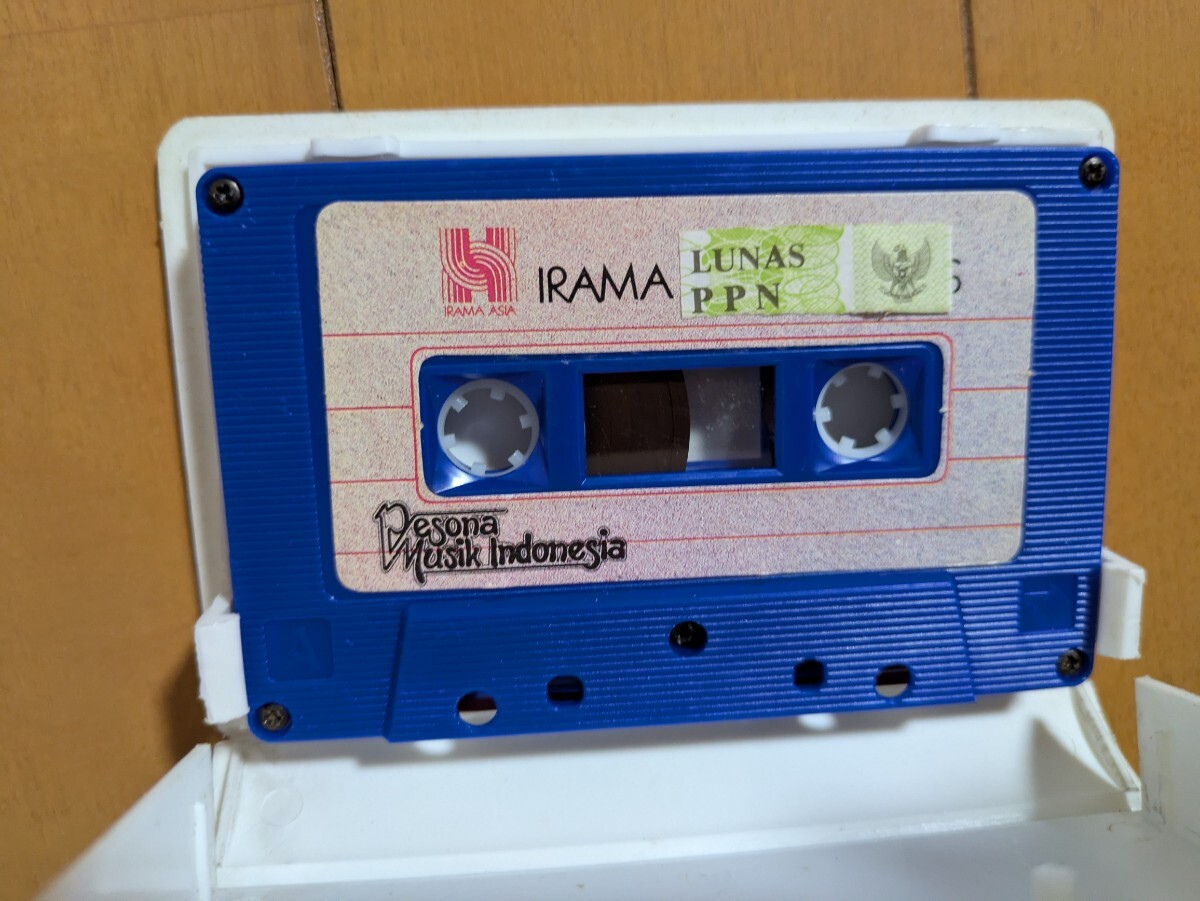 IRAMA ASIA
IRAMA
LUNAS
PPN
S
Pesona
Musik Indonesia
A